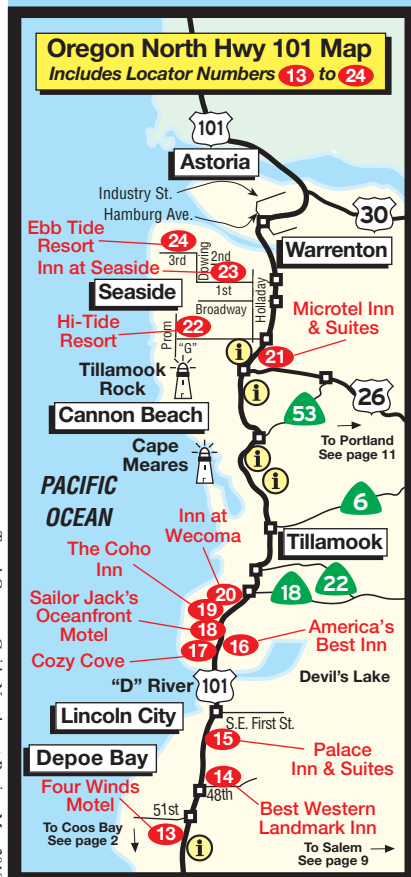 Oregon North Hwy 101 Map
Includes Locator Numbers 13 to 24
101
Astoria
Industry St.
Hamburg Ave.
30
Ebb Tide
Resort
24
Warrenton
3rd
Dowing
2nd
Inn at Seaside
23
1st
Seaside
Broadway
Holladay
Hi-Tide
Resort
22
Prom
"G"
Microtel Inn
& Suites
21
i
Tillamook
Rock
i
26
53
Cannon Beach
To Portland
See page 11
Cape
Meares
i
i
PACIFIC
OCEAN
6
Inn at
Wecoma
Tillamook
The Coho
Inn
20
19
18
22
Sailor Jack's
Oceanfront
Motel
18
America's
Best Inn
16
Cozy Cove
17
"D" River
101
Devil's Lake
Lincoln City
S.E. First St.
15
Palace
Inn & Suites
Depoe Bay
14
48th
Four Winds
Motel
Best Western
Landmark Inn
51st
13
To Coos Bay
See page 2
i
To Salem
See page 9